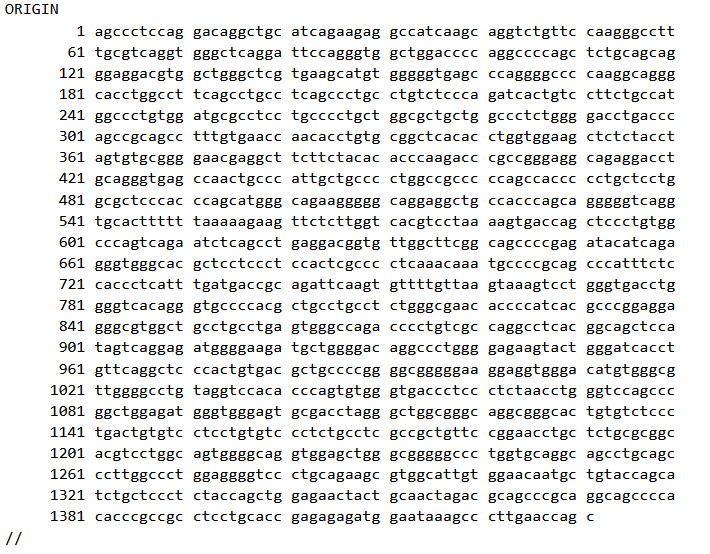 ORIGIN
1 agccctccag gacaggctgc atcagaagag gccatcaagc aggtctgttc caagggcctt
61 tgcgtcaggt gggctcagga ttccagggtg gctggacccc aggccccagc tctgcagcag
121 ggaggacgtg gctgggctcg tgaagcatgt gggggtgagc ccaggggccc caaggcaggg
181 cacctggcct tcagcctgcc tcagccctgc ctgtctccca gatcactgtc cttctgccat
241 ggccctgtgg atgcgcctcc tgcccctgct ggcgctgctg gccctctggg gacctgaccc
301 agccgcagcc tttgtgaacc aacacctgtg cggctcacac ctggtggaag ctctctacct
361 agtgtgcggg gaacgaggct tcttctacac acccaagacc cgccgggagg cagaggacct
421 gcagggtgag ccaactgccc attgctgccc ctggccgccc ccagccaccc cctgctcctg
481 gcgctcccac ccagcatggg cagaaggggg caggaggctg ccacccagca gggggtcagg
541 tgcacttttt taaaaagaag ttctcttggt cacgtcctaa aagtgaccag ctccctgtgg
601 cccagtcaga atctcagcct gaggacggtg ttggcttcgg cagccccgag atacatcaga
661 gggtgggcac gctcctccct ccactcgccc ctcaaacaaa tgccccgcag cccatttctc
721 caccctcatt tgatgaccgc agattcaagt gttttgttaa gtaaagtcct gggtgacctg
781 gggtcacagg gtgccccacg ctgcctgcct ctgggcgaac accccatcac gcccggagga
841 gggcgtggct gcctgcctga gtgggccaga cccctgtcgc caggcctcac ggcagctcca
901 tagtcaggag atggggaaga tgctggggac aggccctggg gagaagtact gggatcacct
961 gttcaggctc ccactgtgac gctgccccgg ggcgggggaa ggaggtggga catgtgggcg
1021 ttggggcctg taggtccaca cccagtgtgg gtgaccctcc ctctaacctg ggtccagccc
1081 ggctggagat gggtgggagt gcgacctagg gctggcgggc aggcgggcac tgtgtctccc
1141 tgactgtgtc ctcctgtgtc cctctgcctc gccgctgttc cggaacctgc tctgcgcggc
1201 acgtcctggc agtggggcag gtggagctgg gcgggggccc tggtgcaggc agcctgcagc
1261 ccttggccct ggaggggtcc ctgcagaagc gtggcattgt ggaacaatgc tgtaccagca
1321 tctgctccct ctaccagctg gagaactact gcaactagac gcagcccgca ggcagcccca
1381 cacccgccgc ctcctgcacc gagagagatg gaataaagcc cttgaaccag c
//